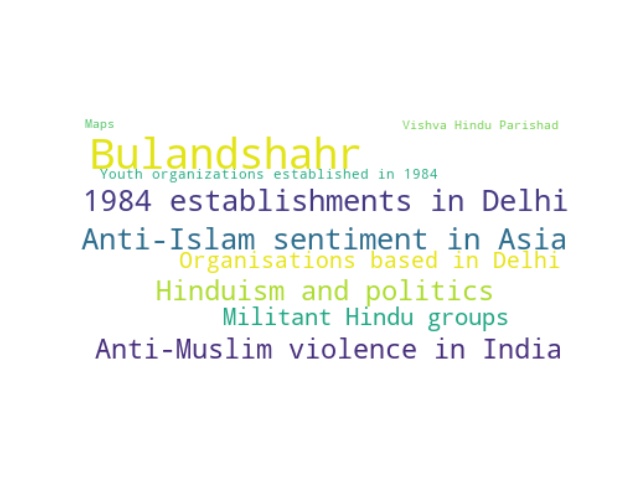 Maps
Vishva Hindu Parishad
Bulandshahr
Youth organizations established in 1984
1984 establishments in Delhi
Anti-Islam sentiment in Asia
Organisations based in Delhi
Hinduism and politics
Militant Hindu groups
Anti-Muslim violence in India